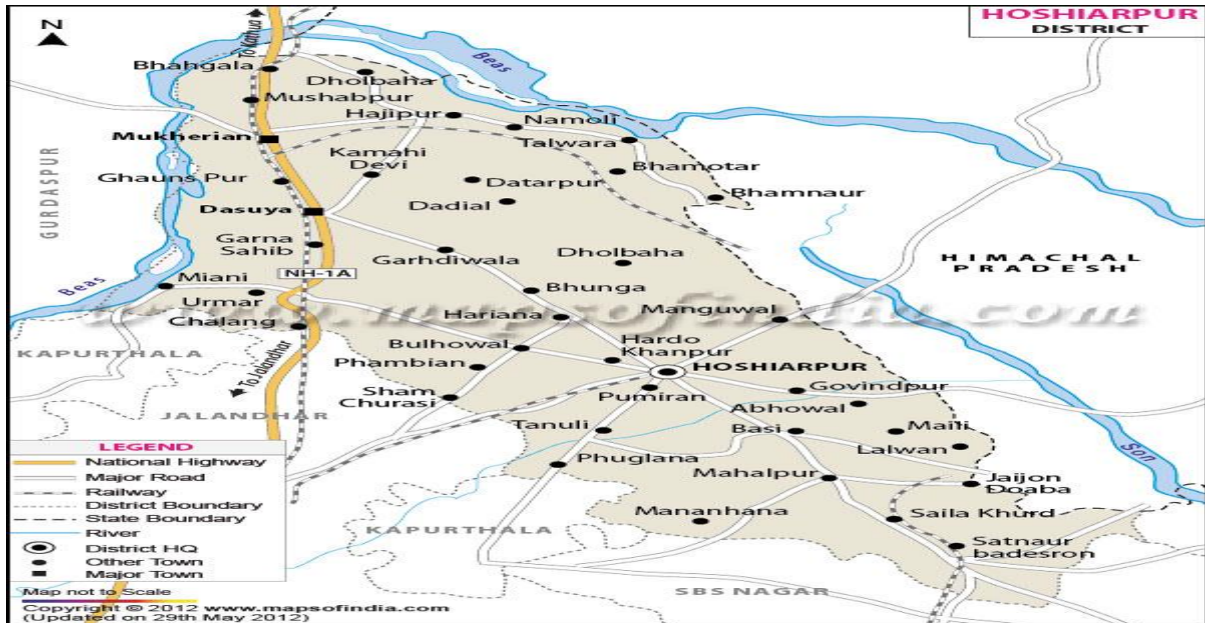 HOSHIARPUR
DISTRICT
N
To Kathua
Beas
Bhahgala
Dholbaha
Mushabpur
Hajipur
Namoli
Mukherian
Talwara
Kamahi
Devi
Bhamotar
Ghauns Pur
Datarpur
Bhamnaur
GURDASPUR
Dadial
Dasuya
Garna
Sahib
Garhdiwala
Dholbaha
HIMACHAL
PRADESH
NH-1A
Miani
Beas
Bhunga
Urmar
Hariana
Manguwal
www.mapsofindia.com
Chalang
KAPURTHALA
Bulhowal
Hardo
Khanpur
Phambian
HOSHIARPUR
To Jalandhar
Sham
Churasi
Pumiran
Govindpur
Abhowal
JALANDHAR
Tanuli
Basi
Maili
Lalwan
Son
Phuglana
Mahalpur
Jaijon
Doaba
KAPURTHALA
Mananhana
Saila Khurd
Satnaur
badesron
SBS NAGAR
LEGEND
National Highway
Major Road
Railway
District Boundary
State Boundary
River
District HQ
Other Town
Major Town
Map not to Scale
Copyright © 2012 www.mapsofindia.com
(Updated on 29th May 2012)